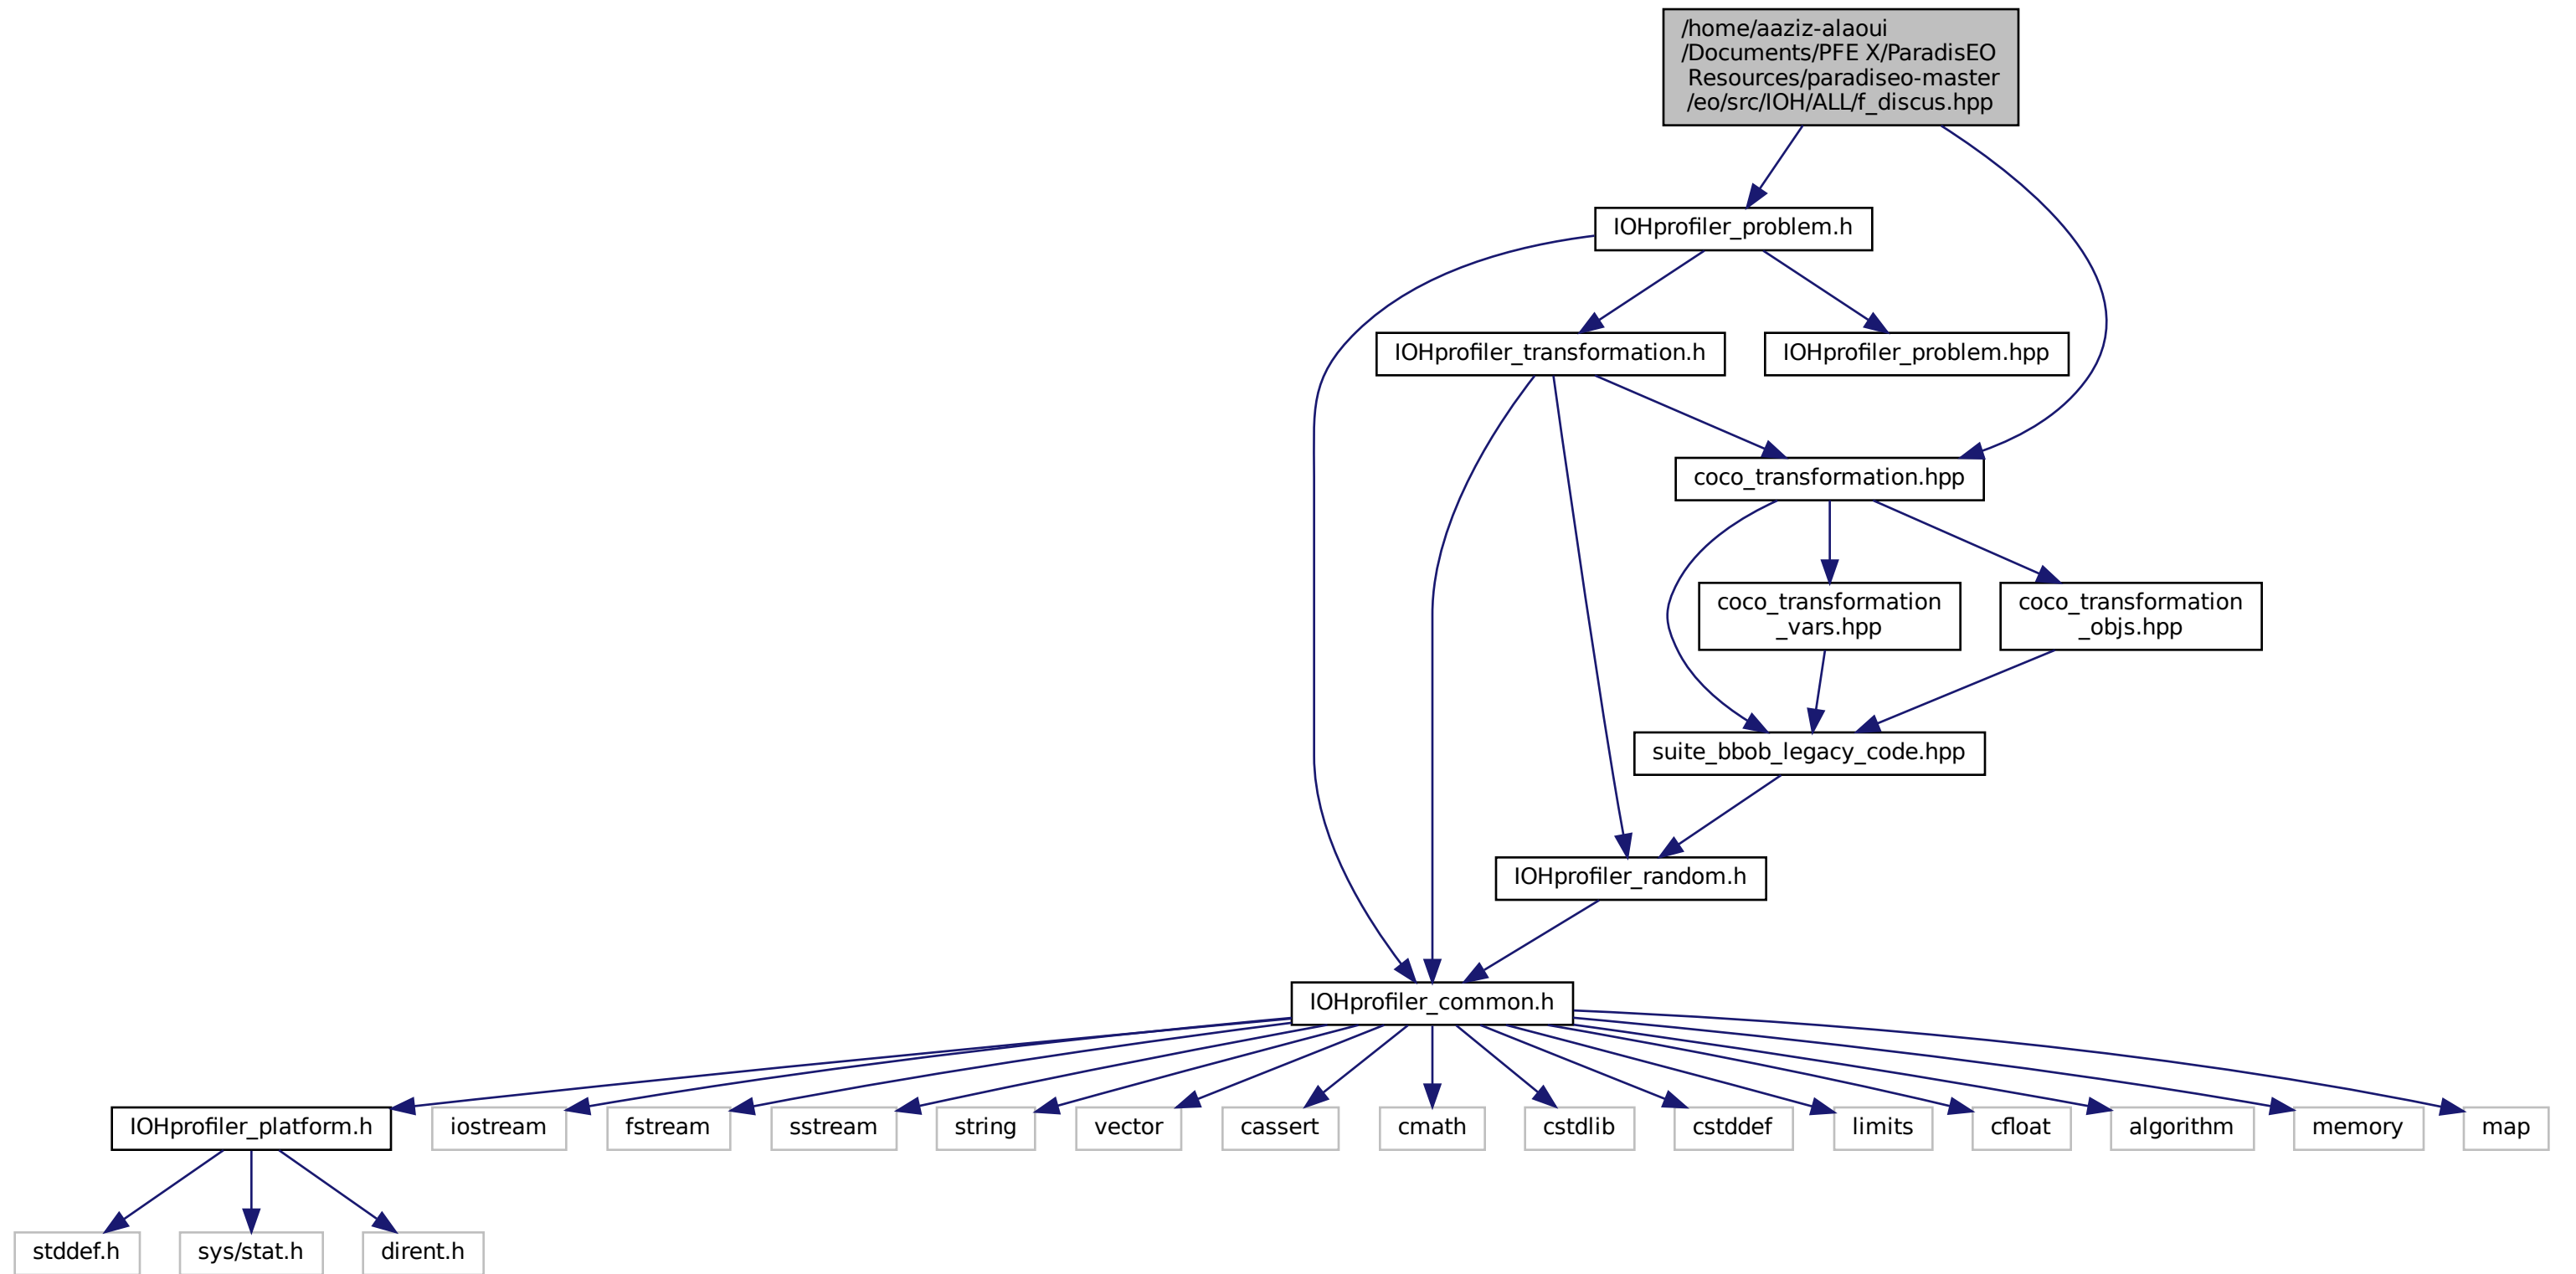 /home/aaziz-alaoui
/Documents/PFE X/ParadisEO
Resources/paradiseo-master
/eo/src/IOH/ALL/f_discus.hpp
IOHprofiler_problem.h
IOHprofiler_transformation.h
IOHprofiler_problem.hpp
coco_transformation.hpp
coco_transformation
_vars.hpp
coco_transformation
_objs.hpp
suite_bbob_legacy_code.hpp
IOHprofiler_random.h
IOHprofiler_common.h
IOHprofiler_platform.h
iostream
fstream
sstream
string
vector
cassert
cmath
cstdlib
cstddef
limits
cfloat
algorithm
memory
map
stddef.h
sys/stat.h
dirent.h